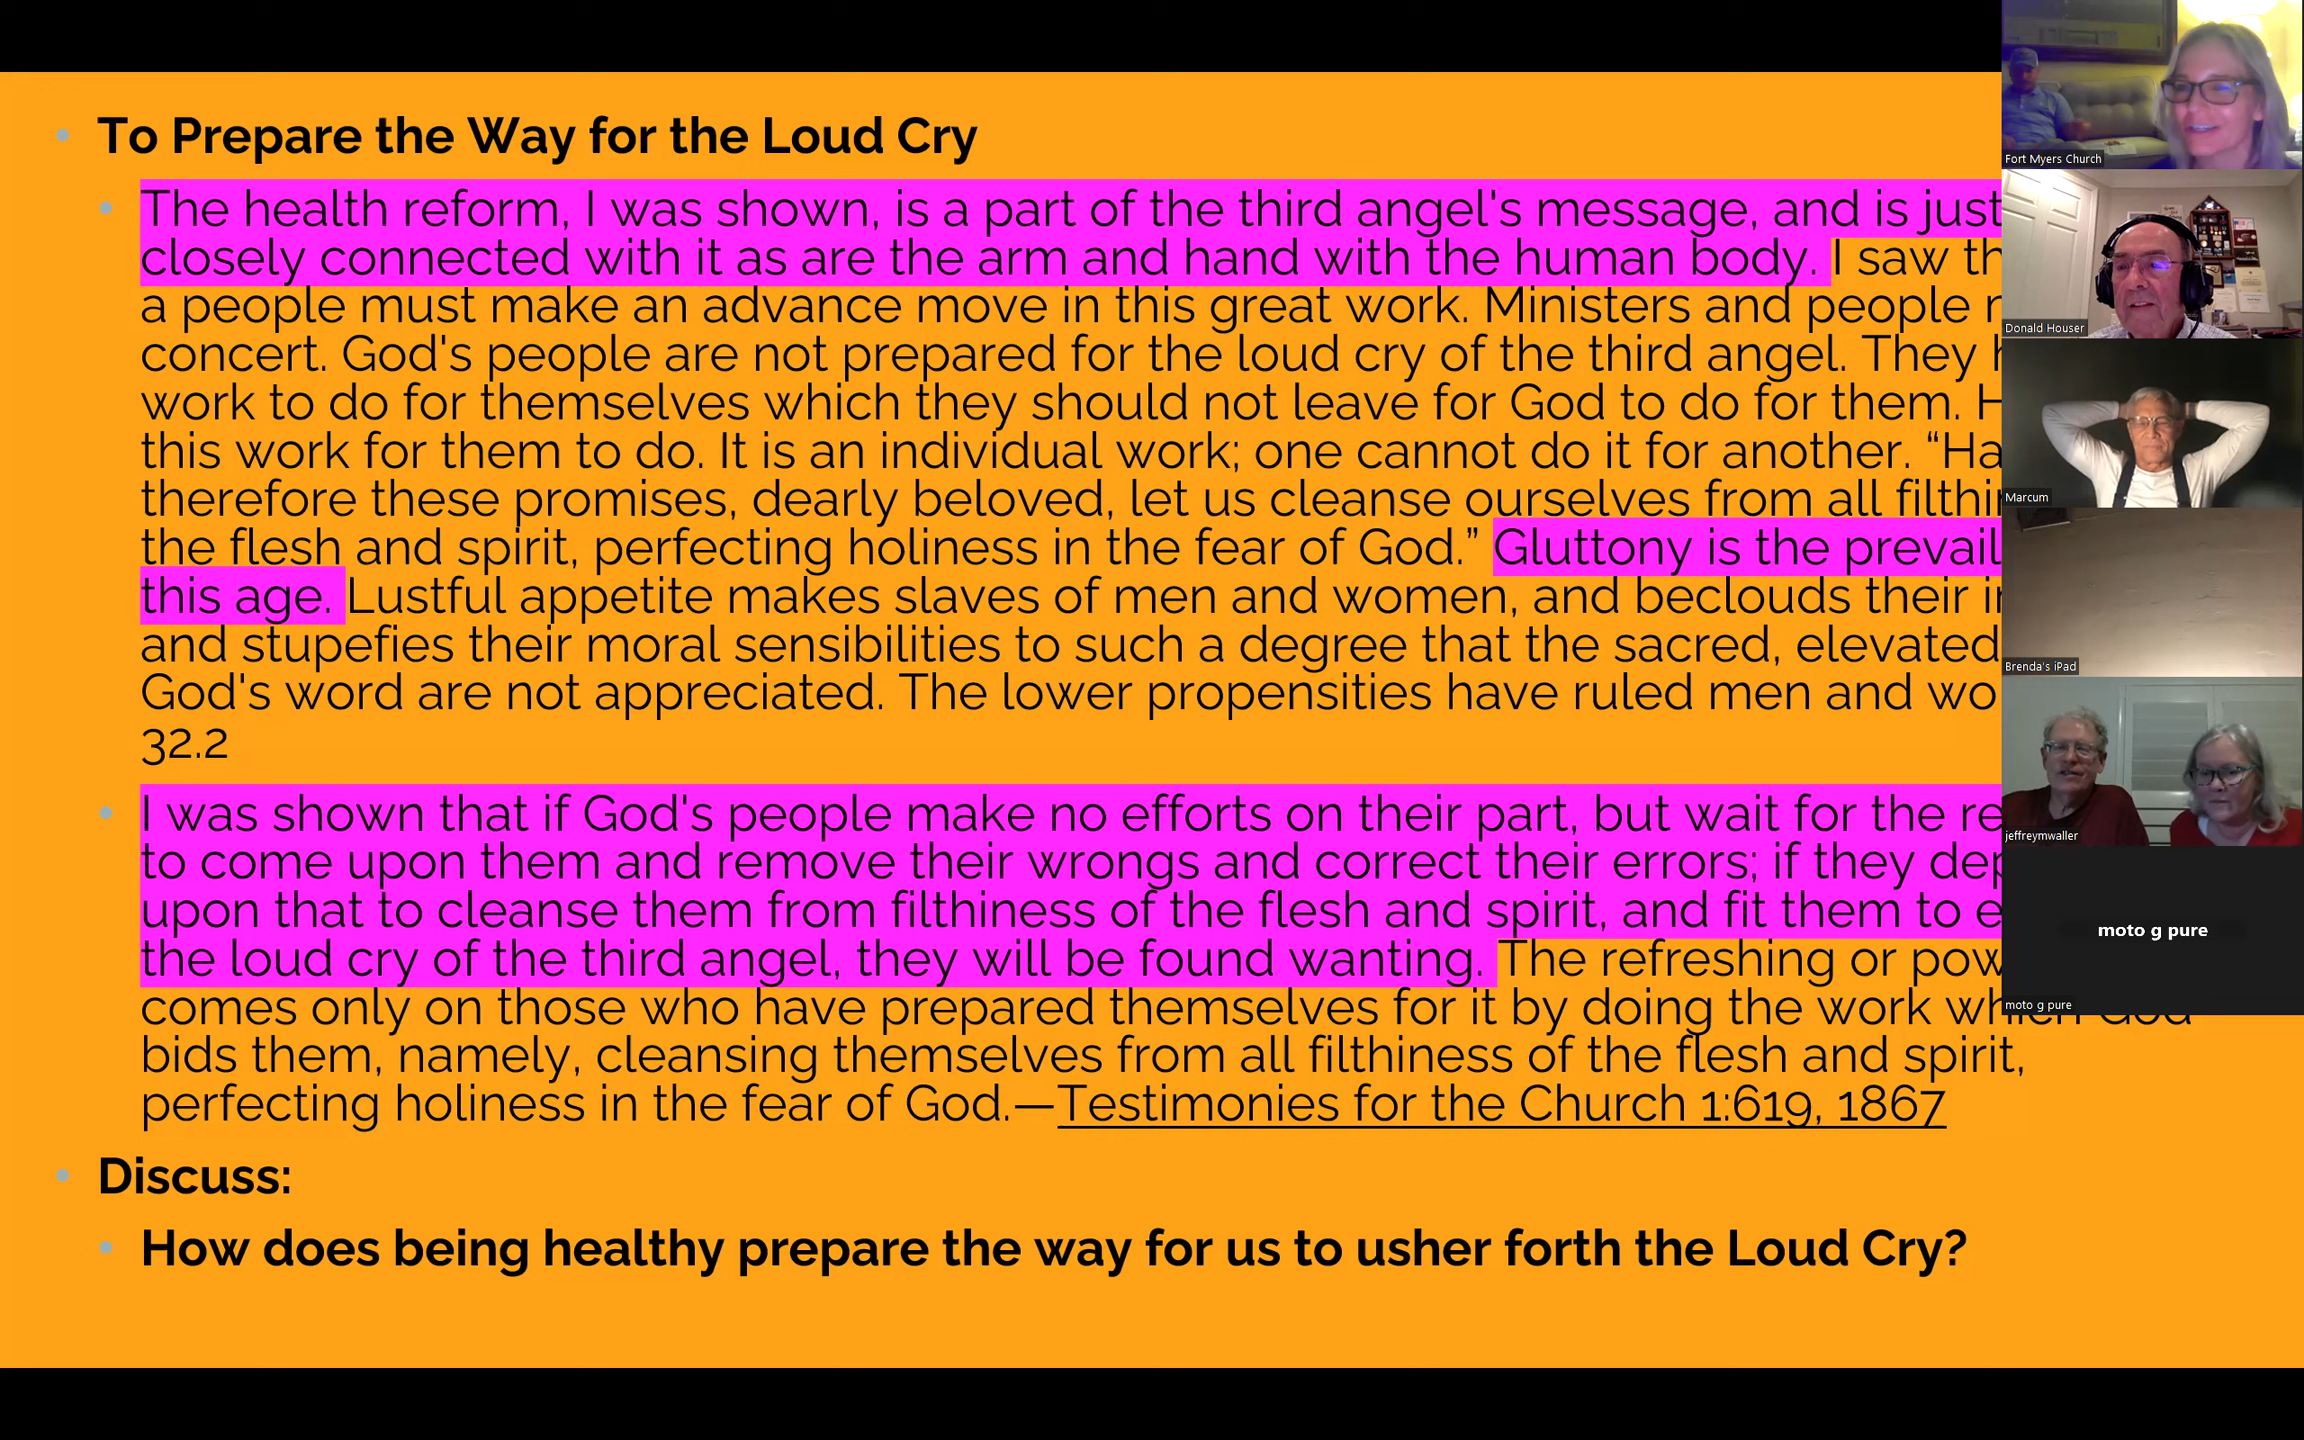 To Prepare the Way for the Loud Cry
The health reform, I was shown, is a part of the third angel's message, and is just
closely connected with it as are the arm and hand with the human body. I saw
a people must make an advance move in this great work. Ministers and people
concert. God's people are not prepared for the loud cry of the third angel. They
work to do for themselves which they should not leave for God to do for them.
this work for them to do. It is an individual work; one cannot do it for another.
therefore these promises, dearly beloved, let us cleanse ourselves from all
the flesh and spirit, perfecting holiness in the fear of God.” Gluttony is the
this age. Lustful appetite makes slaves of men and women, and beclouds their
and stupefies their moral sensibilities to such a degree that the sacred, elevated
God's word are not appreciated. The lower propensities have ruled men and
32.2
I was shown that if God's people make no efforts on their part, but wait for the
to come upon them and remove their wrongs and correct their errors; if they
upon that to cleanse them from filthiness of the flesh and spirit, and fit them to
the loud cry of the third angel, they will be found wanting. The refreshing or
comes only on those who have prepared themselves for it by doing the work which God
bids them, namely, cleansing themselves from all filthiness of the flesh and spirit,
perfecting holiness in the fear of God.—Testimonies for the Church 1:619, 1867
Discuss:
How does being healthy prepare the way for us to usher forth the Loud Cry?
Fort Myers Church
Donald Houser
Marcum
Brenda's iPad
jeffreymwaller
moto g pure
moto g pure